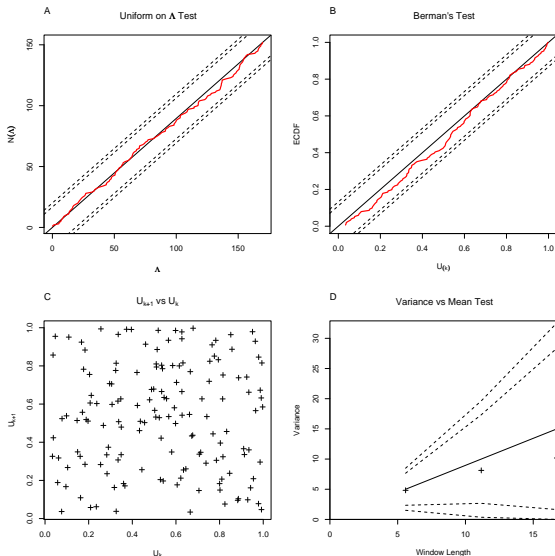 A
Uniform on Λ Test
N(Λ)
0 50 100 150
0 50 100 150
Λ
B
Berman's Test
ECDF
0.0 0.2 0.4 0.6 0.8 1.0
0.0 0.2 0.4 0.6 0.8 1.0
U(k)
C
Uk+1 vs Uk
Uk+1
0.0 0.2 0.4 0.6 0.8 1.0
0.0 0.2 0.4 0.6 0.8 1.0
Uk
D
Variance vs Mean Test
Variance
0 5 10 15 20 25 30
0 5 10 15
Window Length